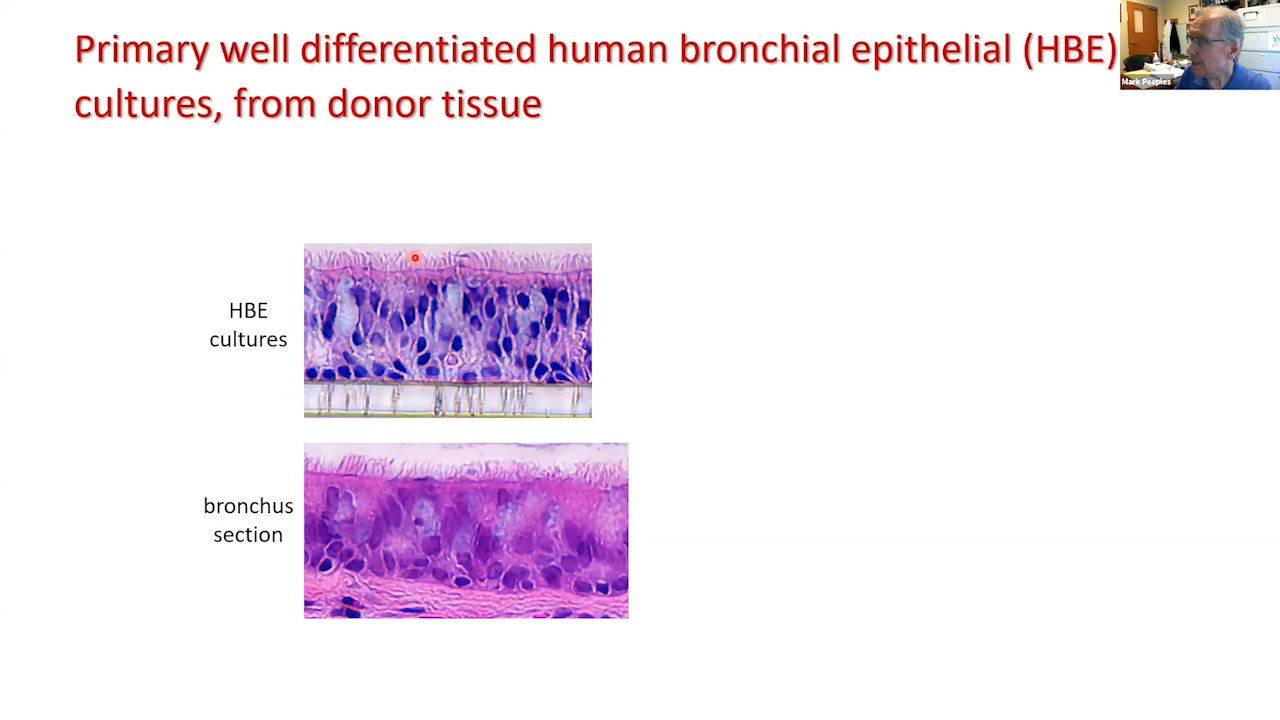 Primary well differentiated human bronchial epithelial (HBE)
cultures, from donor tissue
Mark Peeples
HBE
cultures
bronchus
section